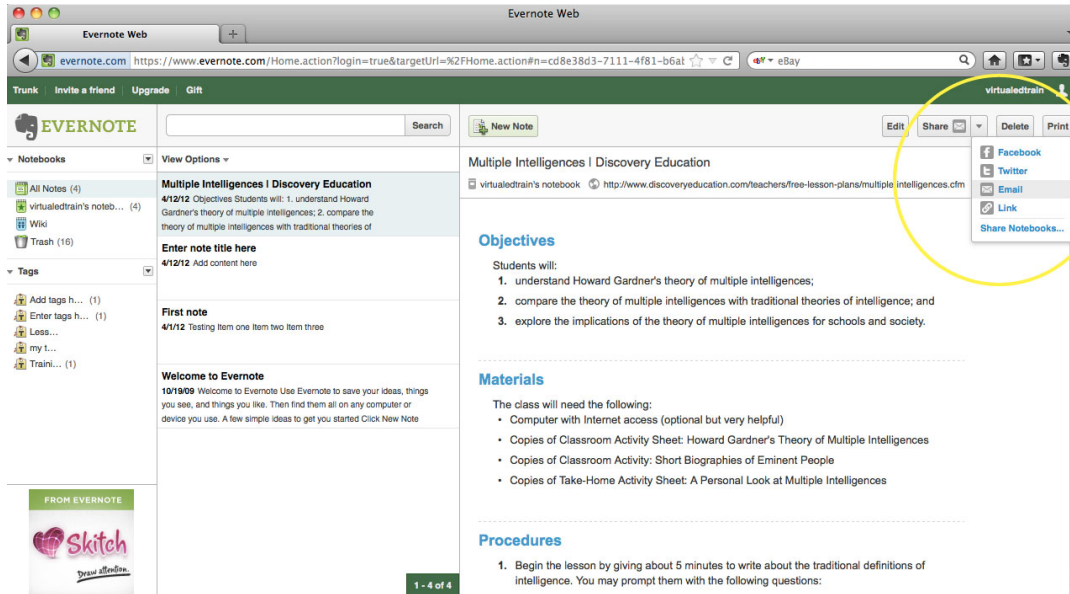 Evernote Web
Evernote Web
evernote.com https://www.evernote.com/Home.action?login=true&targetUrl=%2FHome.action#n=cd8e38d3-7111-4f81-b6al
eBay
Trunk Invite a friend Upgrade Gift
virtualedtrain
EVERNOTE
Search
New Note
Edit Share Delete Print
Facebook
Twitter
Email
Link
Share Notebooks...
Notebooks
All Notes (4)
virtualedtrain's noteb... (4)
Wiki
Trash (16)
Tags
Add tags h... (1)
Enter tags h... (1)
Less...
my t...
Traini... (1)
FROM EVERNOTE
Skitch
Draw attention.
View Options
Multiple Intelligences | Discovery Education
4/12/12 Objectives Students will: 1. understand Howard
Gardner's theory of multiple intelligences; 2. compare the
theory of multiple intelligences with traditional theories of
Enter note title here
4/12/12 Add content here
First note
4/1/12 Testing Item one Item two Item three
Welcome to Evernote
10/19/09 Welcome to Evernote Use Evernote to save your ideas, things
you see, and things you like. Then find them all on any computer or
device you use. A few simple ideas to get you started Click New Note
1 - 4 of 4
Multiple Intelligences | Discovery Education
virtualedtrain's notebook http://www.discoveryeducation.com/teachers/free-lesson-plans/multiple-intelligences.cfm
Objectives
Students will:
1. understand Howard Gardner's theory of multiple intelligences;
2. compare the theory of multiple intelligences with traditional theories of intelligence; and
3. explore the implications of the theory of multiple intelligences for schools and society.
Materials
The class will need the following:
• Computer with Internet access (optional but very helpful)
• Copies of Classroom Activity Sheet: Howard Gardner's Theory of Multiple Intelligences
• Copies of Classroom Activity: Short Biographies of Eminent People
• Copies of Take-Home Activity Sheet: A Personal Look at Multiple Intelligences
Procedures
1. Begin the lesson by giving about 5 minutes to write about the traditional definitions of
intelligence. You may prompt them with the following questions: